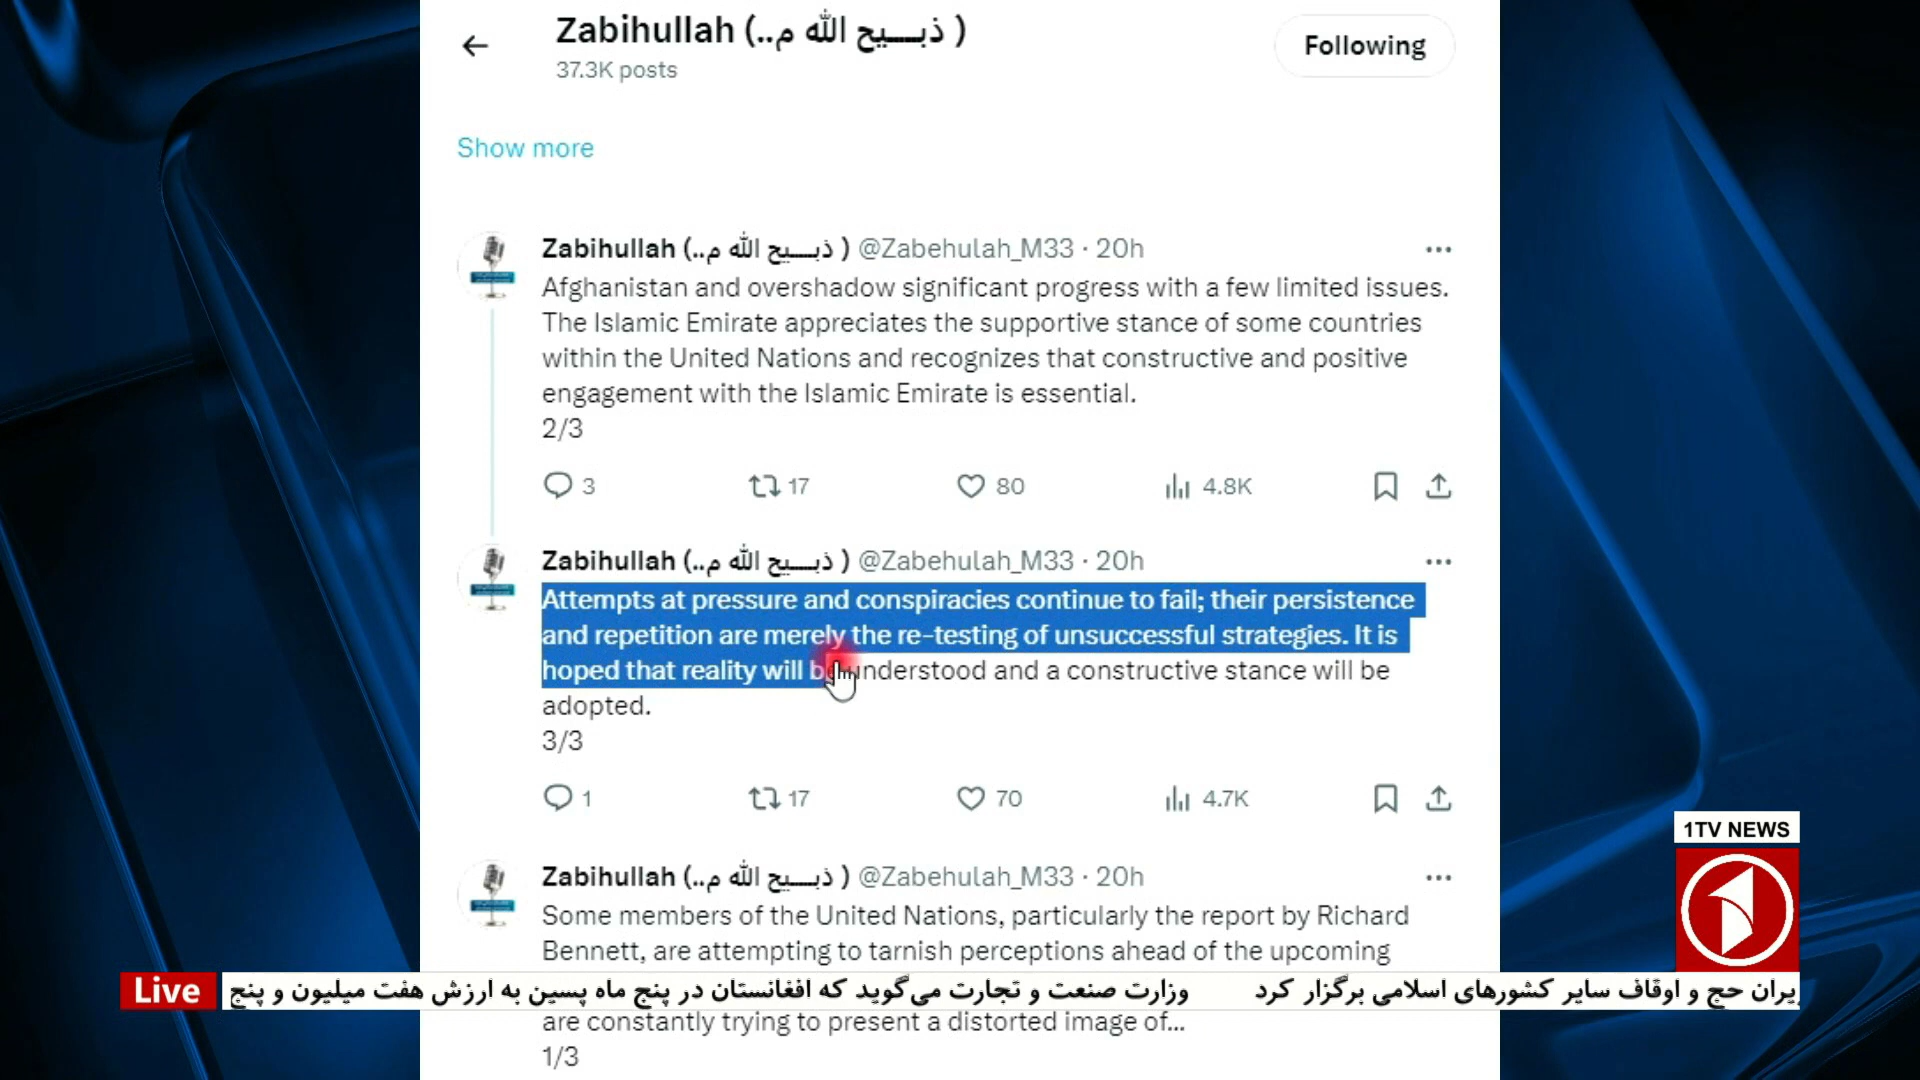 Zabihullah (..ذبـــیح الله م )
37.3K posts
Following
Show more
Zabihullah (..ذبـــیح الله م ) @Zabehulah_M33 · 20h
Afghanistan and overshadow significant progress with a few limited issues.
The Islamic Emirate appreciates the supportive stance of some countries
within the United Nations and recognizes that constructive and positive
engagement with the Islamic Emirate is essential.
2/3
3 17 80 4.8K
Zabihullah (..ذبـــیح الله م ) @Zabehulah_M33 · 20h
Attempts at pressure and conspiracies continue to fail; their persistence
and repetition are merely the re-testing of unsuccessful strategies. It is
hoped that reality will be understood and a constructive stance will be
adopted.
3/3
1 17 70 4.7K
1TV NEWS
Zabihullah (..ذبـــیح الله م ) @Zabehulah_M33 · 20h
Some members of the United Nations, particularly the report by Richard
Bennett, are attempting to tarnish perceptions ahead of the upcoming
Live
حج و اوقاف سایر کشورهای اسلامی برگزار کرد وزارت صنعت و تجارت می‌گوید که افغانستان در پنج ماه پسین به ارزش هفت میلیون و پنج
are constantly trying to present a distorted image of...
1/3